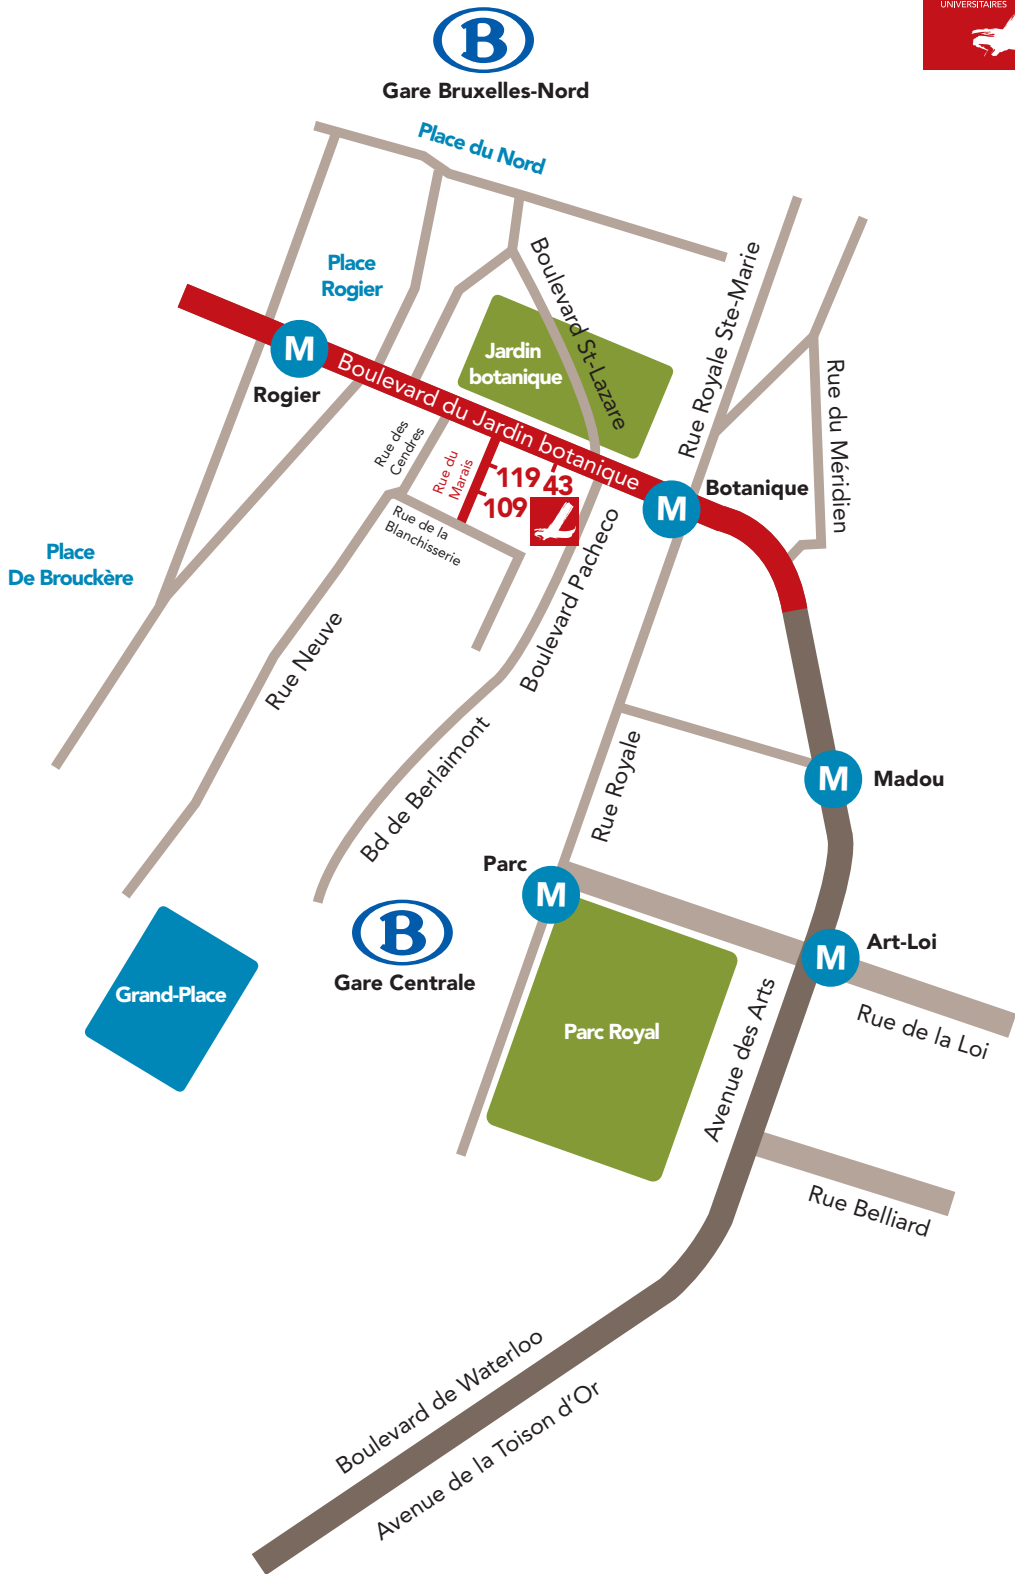 UNIVERSITAIRES
B
Gare Bruxelles-Nord
Place du Nord
Place
Rogier
Boulevard St-Lazare
Rue Royale Ste-Marie
M
Rogier
Boulevard du Jardin botanique
Jardin
botanique
Rue du Méridien
Rue des
Cendres
Rue du
Marais
119
43
109
M
Botanique
Rue de la
Blanchisserie
Boulevard Pacheco
Place
De Brouckère
Rue Neuve
Bd de Berlaimont
Rue Royale
M
Madou
Parc
M
B
Gare Centrale
M
Art-Loi
Grand-Place
Parc Royal
Avenue des Arts
Rue de la Loi
Rue Belliard
Boulevard de Waterloo
Avenue de la Toison d'Or